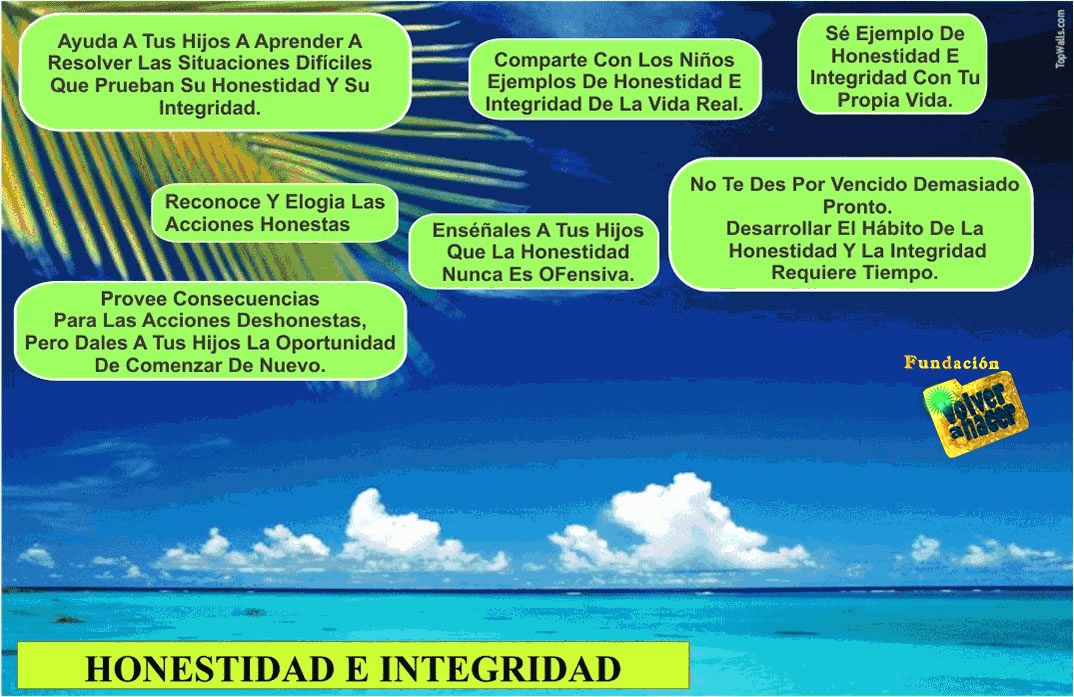 Ayuda A Tus Hijos A Aprender A
Resolver Las Situaciones Difíciles
Que Prueban Su Honestidad Y Su
Integridad.
Comparte Con Los Niños
Ejemplos De Honestidad E
Integridad De La Vida Real.
Sé Ejemplo De
Honestidad E
Integridad Con Tu
Propia Vida.
TopWalls.com
Reconoce Y Elogia Las
Acciones Honestas
Enséñales A Tus Hijos
Que La Honestidad
Nunca Es OFensiva.
No Te Des Por Vencido Demasiado
Pronto.
Desarrollar El Hábito De La
Honestidad Y La Integridad
Requiere Tiempo.
Provee Consecuencias
Para Las Acciones Deshonestas,
Pero Dales A Tus Hijos La Oportunidad
De Comenzar De Nuevo.
Fundación
volver
a nacer
HONESTIDAD E INTEGRIDAD